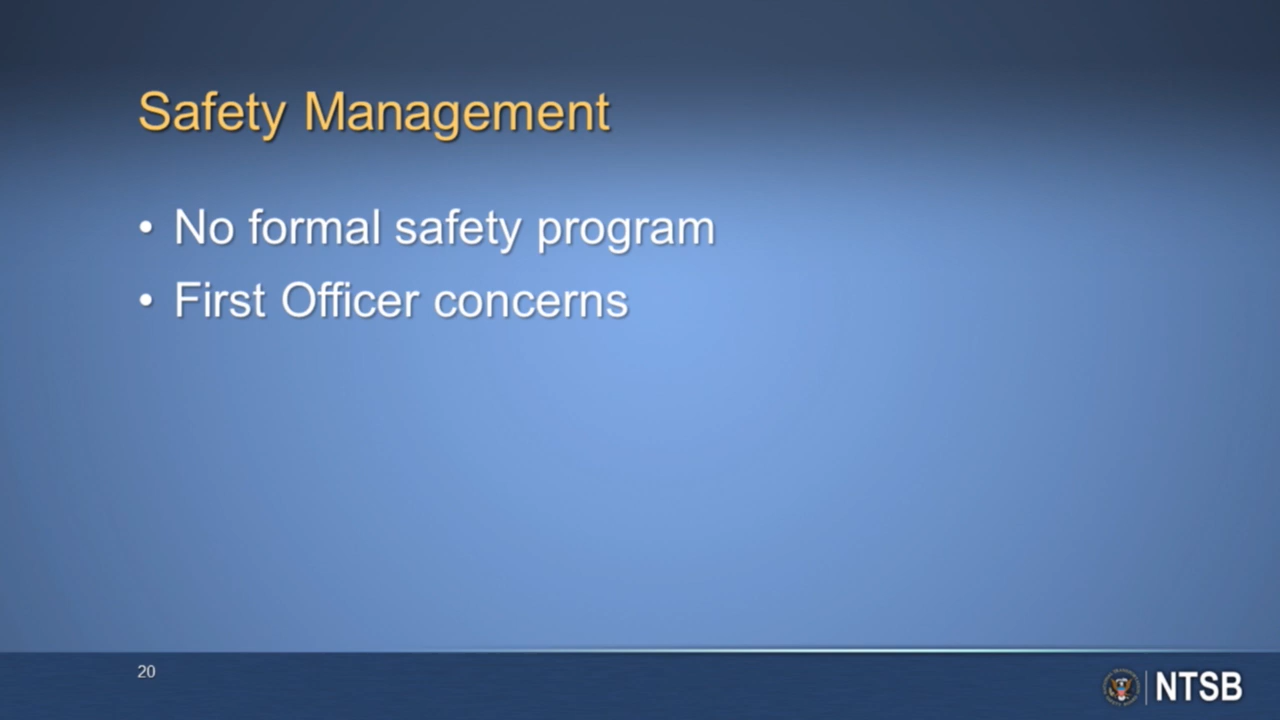 Safety Management
• No formal safety program
• First Officer concerns
20
NTSB